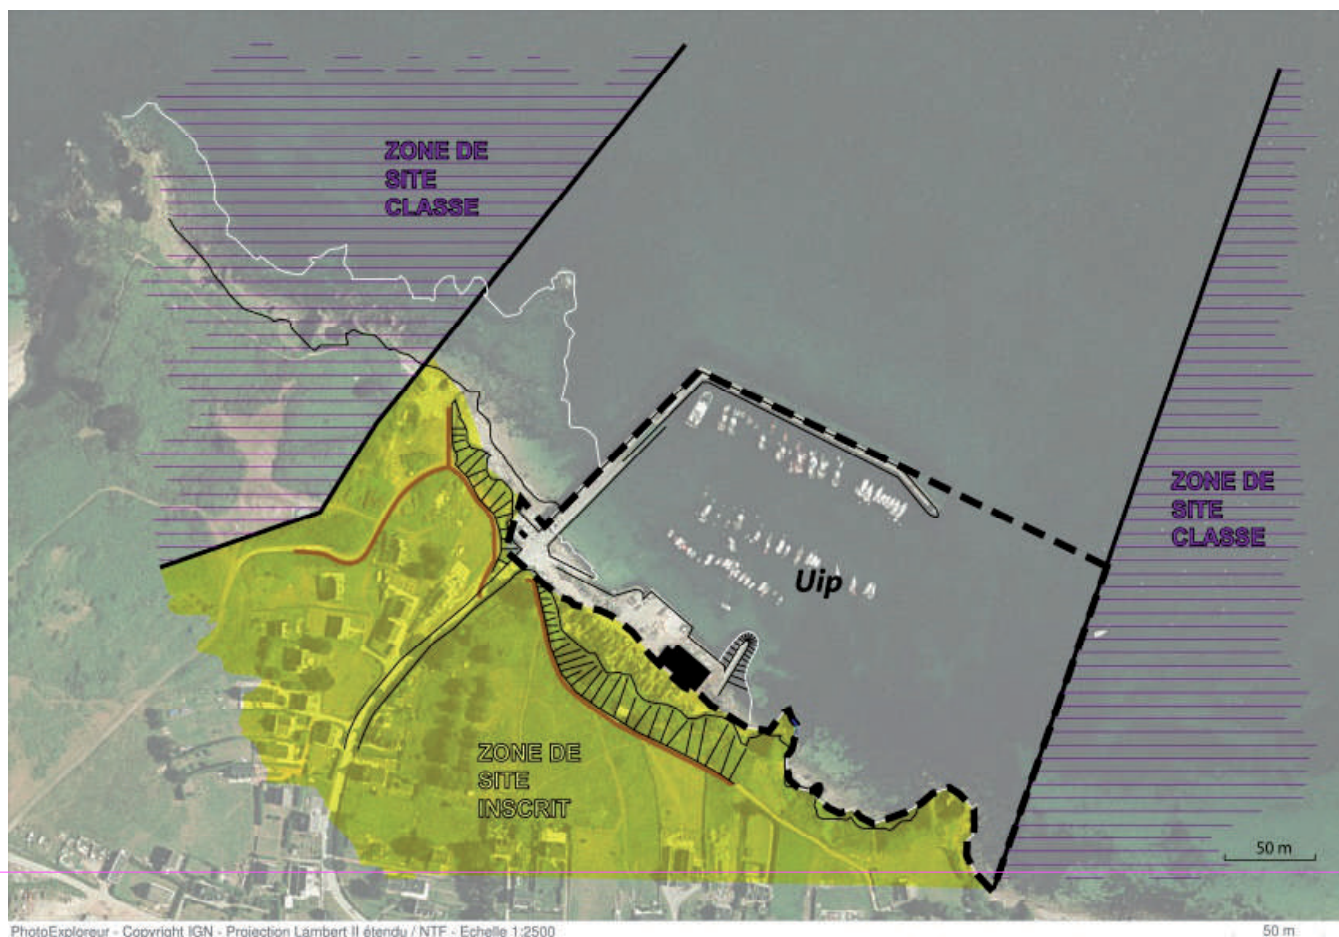 ZONE DE
SITE
CLASSE
ZONE DE
SITE
CLASSE
Uip
ZONE DE
SITE
INSCRIT
50 m
PhotoExploreur - Copyright IGN - Projection Lambert II étendu / NTF - Echelle 1:2500
50 m